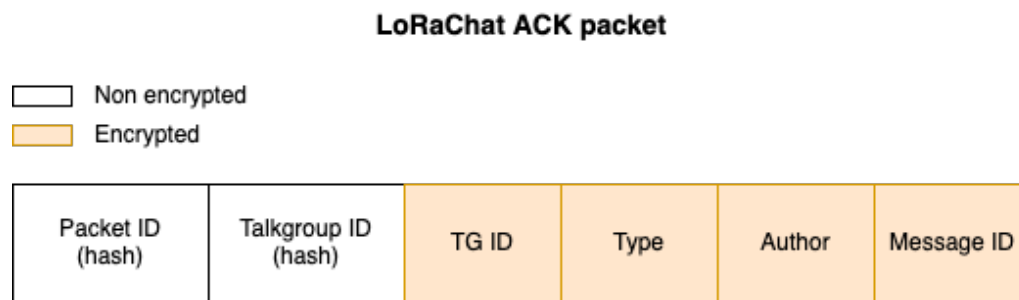 LoRaChat ACK packet
Non encrypted
Encrypted
Packet ID
(hash)
Talkgroup ID
(hash)
TG ID
Type
Author
Message ID